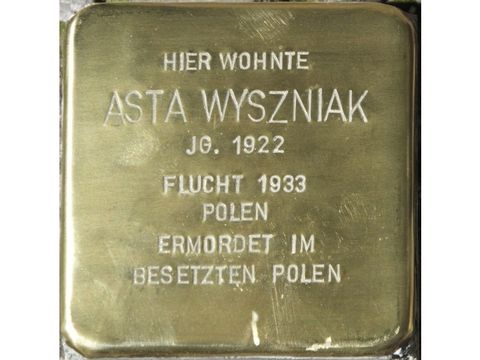 HIER WOHNTE
ASTA WYSZNIAK
JG. 1922
FLUCHT 1933
POLEN
ERMORDET IM
BESETZTEN POLEN